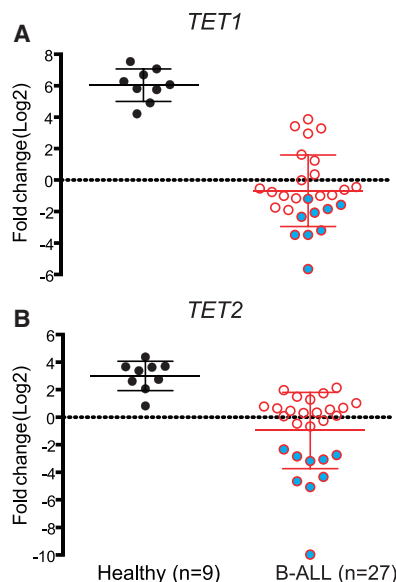 TET1
A
Fold change (Log2)
8
6
4
2
0
-2
-4
-6
TET2
B
Fold change (Log2)
6
4
2
0
-2
-4
-6
-8
-10
Healthy (n=9) B-ALL (n=27)